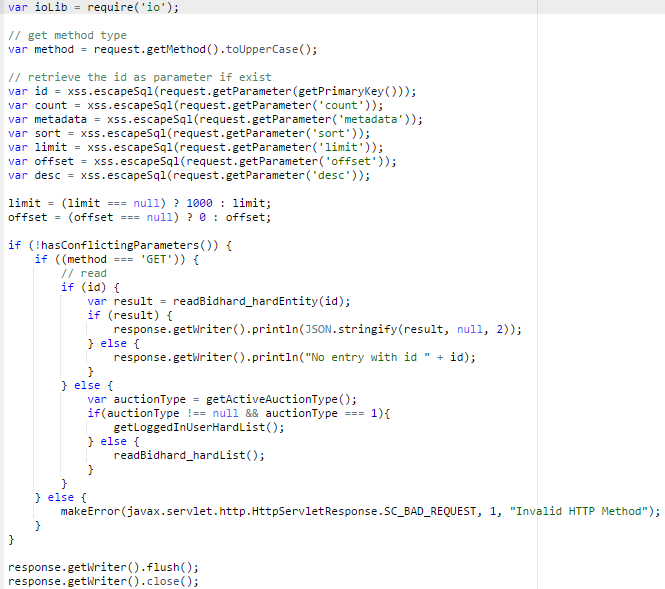 var ioLib = require('io');
// get method type
var method = request.getMethod().toUpperCase();
// retrieve the id as parameter if exist
var id = xss.escapeSql(request.getParameter(getPrimaryKey()));
var count = xss.escapeSql(request.getParameter('count'));
var metadata = xss.escapeSql(request.getParameter('metadata'));
var sort = xss.escapeSql(request.getParameter('sort'));
var limit = xss.escapeSql(request.getParameter('limit'));
var offset = xss.escapeSql(request.getParameter('offset'));
var desc = xss.escapeSql(request.getParameter('desc'));
limit = (limit === null) ? 1000 : limit;
offset = (offset === null) ? 0 : offset;
if (!hasConflictingParameters()) {
    if ((method === 'GET')) {
        // read
        if (id) {
            var result = readBidhard_hardEntity(id);
            if (result) {
                response.getWriter().println(JSON.stringify(result, null, 2));
            } else {
                response.getWriter().println("No entry with id " + id);
            }
        } else {
            var auctionType = getActiveAuctionType();
            if(auctionType !== null && auctionType === 1){
                getLoggedInUserHardList();
            } else {
                readBidhard_hardList();
            }
        }
    } else {
        makeError(javax.servlet.http.HttpServletResponse.SC_BAD_REQUEST, 1, "Invalid HTTP Method");
    }
}
response.getWriter().flush();
response.getWriter().close();